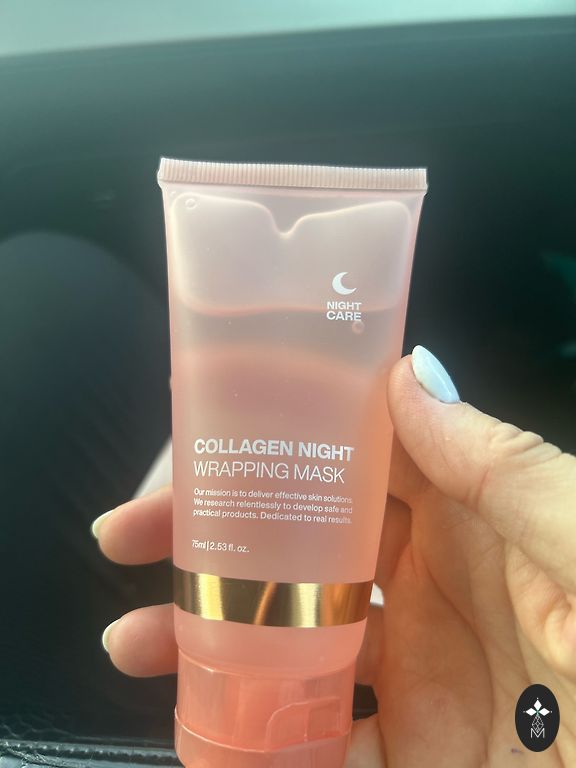 NIGHT
CARE
COLLAGEN NIGHT
WRAPPING MASK
Our mission is to deliver effective skin solutions.
We research relentlessly to develop safe and
practical products. Dedicated to real results.
75ml | 2.53 fl. oz.
M